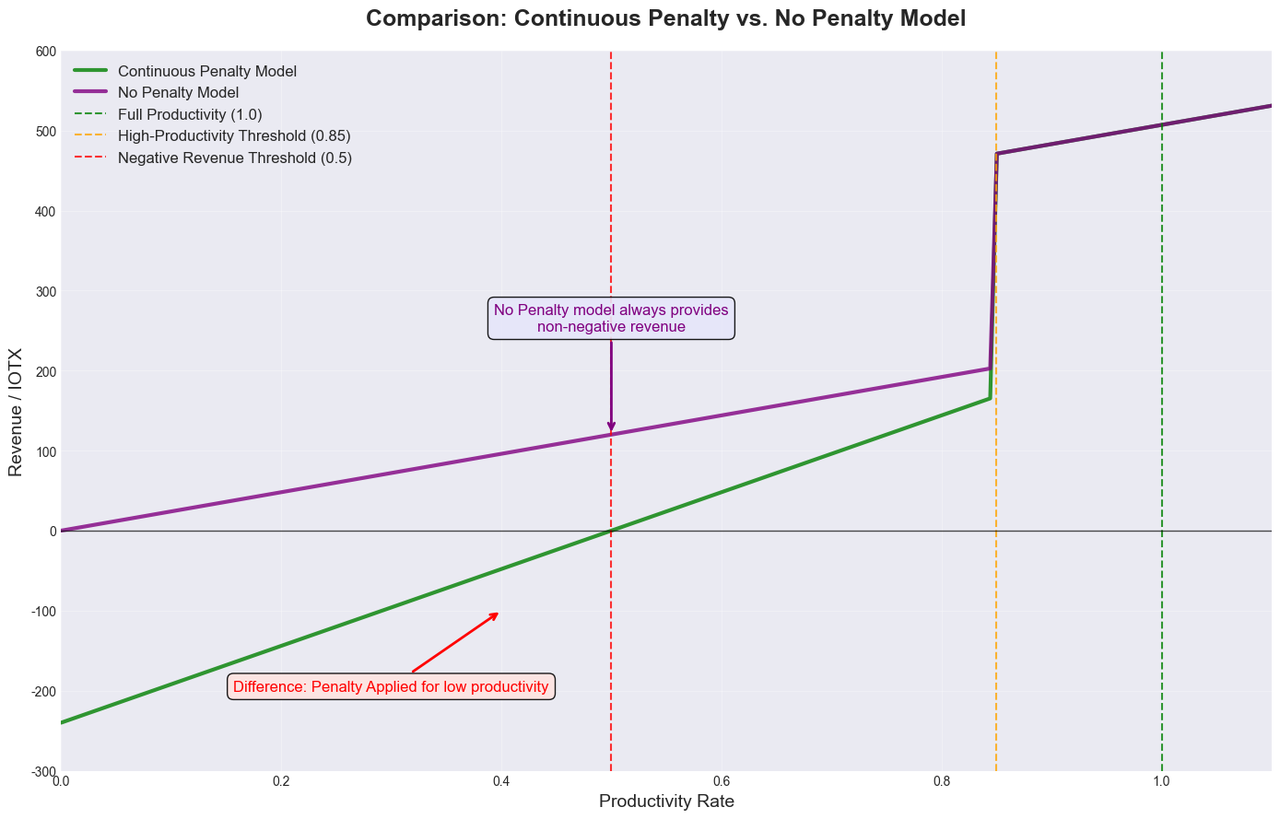 Comparison: Continuous Penalty vs. No Penalty Model
Continuous Penalty Model
No Penalty Model
Full Productivity (1.0)
High-Productivity Threshold (0.85)
Negative Revenue Threshold (0.5)
600
500
400
300
200
100
0
-100
-200
-300
Revenue / IOTX
No Penalty model always provides
non-negative revenue
Difference: Penalty Applied for low productivity
0.0
0.2
0.4
0.6
0.8
1.0
Productivity Rate